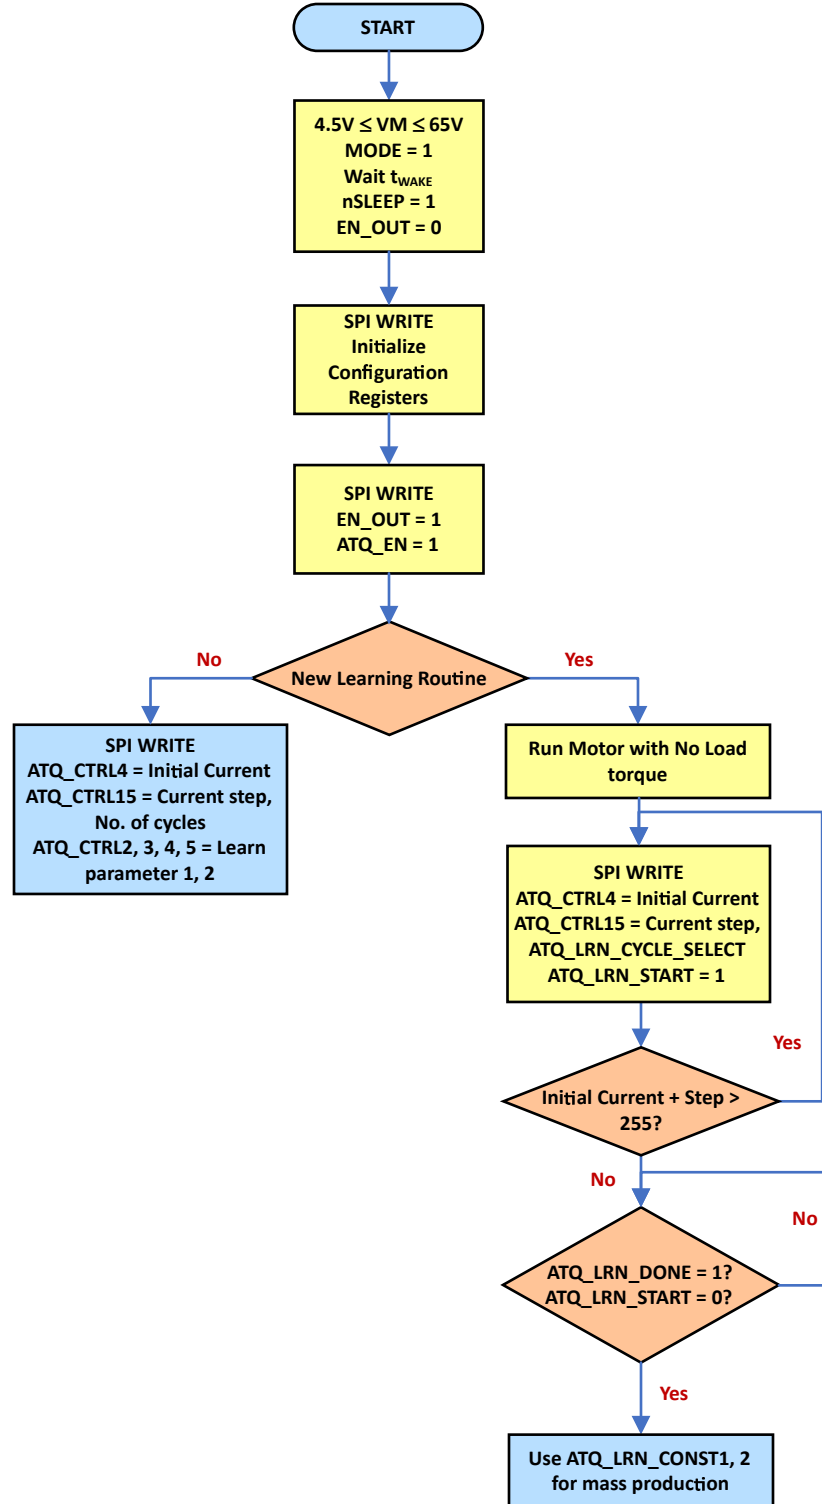 START
4.5V ≤ VM ≤ 65V
MODE = 1
Wait tWAKE
nSLEEP = 1
EN_OUT = 0
SPI WRITE
Initialize
Configuration
Registers
SPI WRITE
EN_OUT = 1
ATQ_EN = 1
No
Yes
New Learning Routine
SPI WRITE
ATQ_CTRL4 = Initial Current
ATQ_CTRL15 = Current step,
No. of cycles
ATQ_CTRL2, 3, 4, 5 = Learn
parameter 1, 2
Run Motor with No Load
torque
SPI WRITE
ATQ_CTRL4 = Initial Current
ATQ_CTRL15 = Current step,
ATQ_LRN_CYCLE_SELECT
ATQ_LRN_START = 1
Yes
Initial Current + Step >
255?
No
No
ATQ_LRN_DONE = 1?
ATQ_LRN_START = 0?
Yes
Use ATQ_LRN_CONST1, 2
for mass production